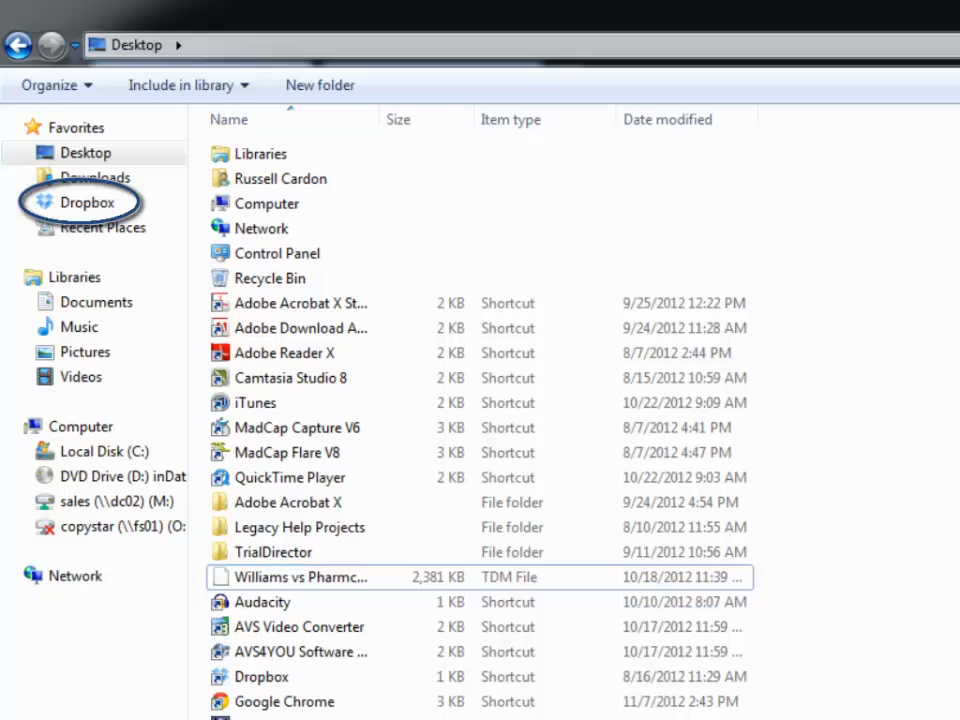 Desktop
Organize Include in library New folder
Name Size Item type Date modified
Favorites
Desktop
Downloads
Dropbox
Recent Places
Libraries
Documents
Music
Pictures
Videos
Computer
Local Disk (C:)
DVD Drive (D:) inDat
sales (\\dc02) (M:)
copystar (\\fs01) (O:
Network
Libraries
Russell Cardon
Computer
Network
Control Panel
Recycle Bin
Adobe Acrobat X St... 2 KB Shortcut 9/25/2012 12:22 PM
Adobe Download A... 2 KB Shortcut 9/24/2012 11:28 AM
Adobe Reader X 2 KB Shortcut 8/7/2012 2:44 PM
Camtasia Studio 8 2 KB Shortcut 8/15/2012 10:59 AM
iTunes 2 KB Shortcut 10/22/2012 9:09 AM
MadCap Capture V6 3 KB Shortcut 8/7/2012 4:41 PM
MadCap Flare V8 3 KB Shortcut 8/7/2012 4:47 PM
QuickTime Player 2 KB Shortcut 10/22/2012 9:03 AM
Adobe Acrobat X File folder 9/24/2012 4:54 PM
Legacy Help Projects File folder 8/10/2012 11:55 AM
TrialDirector File folder 9/11/2012 10:56 AM
Williams vs Pharmc... 2,381 KB TDM File 10/18/2012 11:39 ...
Audacity 1 KB Shortcut 10/10/2012 8:07 AM
AVS Video Converter 2 KB Shortcut 10/17/2012 11:59 ...
AVS4YOU Software ... 2 KB Shortcut 10/17/2012 11:59 ...
Dropbox 1 KB Shortcut 8/16/2012 11:29 AM
Google Chrome 3 KB Shortcut 11/7/2012 2:43 PM